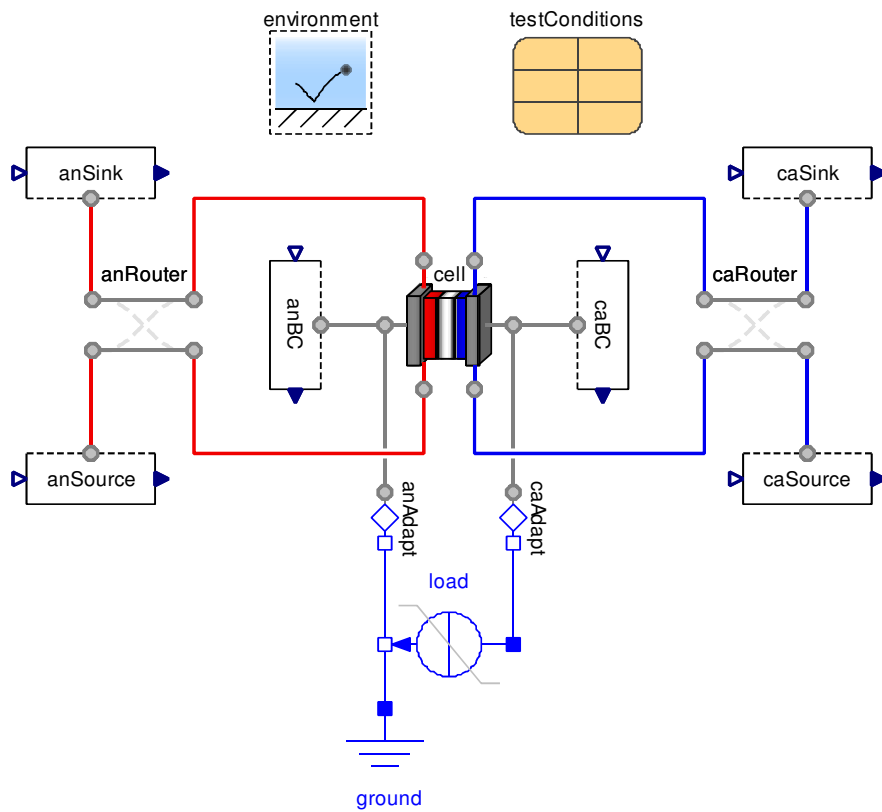 environment
testConditions
anSink
caSink
anRouter
cell
caRouter
anBC
caBC
anSource
caSource
anAdapt
caAdapt
load
ground